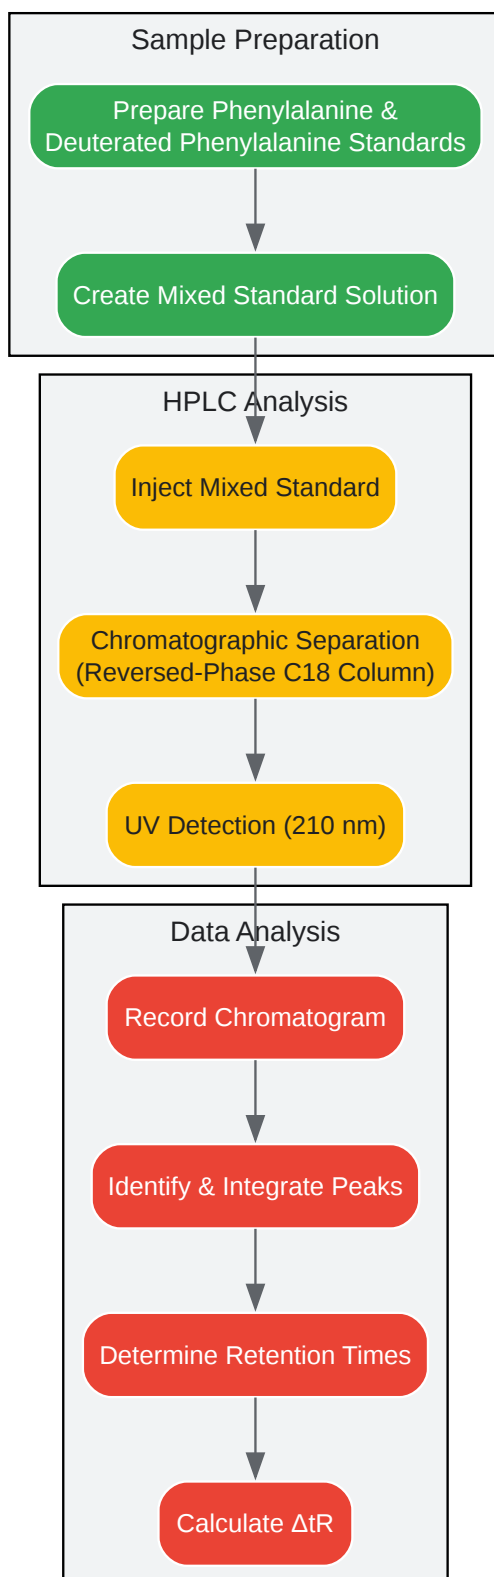 Sample Preparation
Prepare Phenylalanine &
Deuterated Phenylalanine Standards
Create Mixed Standard Solution
HPLC Analysis
Inject Mixed Standard
Chromatographic Separation
(Reversed-Phase C18 Column)
UV Detection (210 nm)
Data Analysis
Record Chromatogram
Identify & Integrate Peaks
Determine Retention Times
Calculate ΔtR